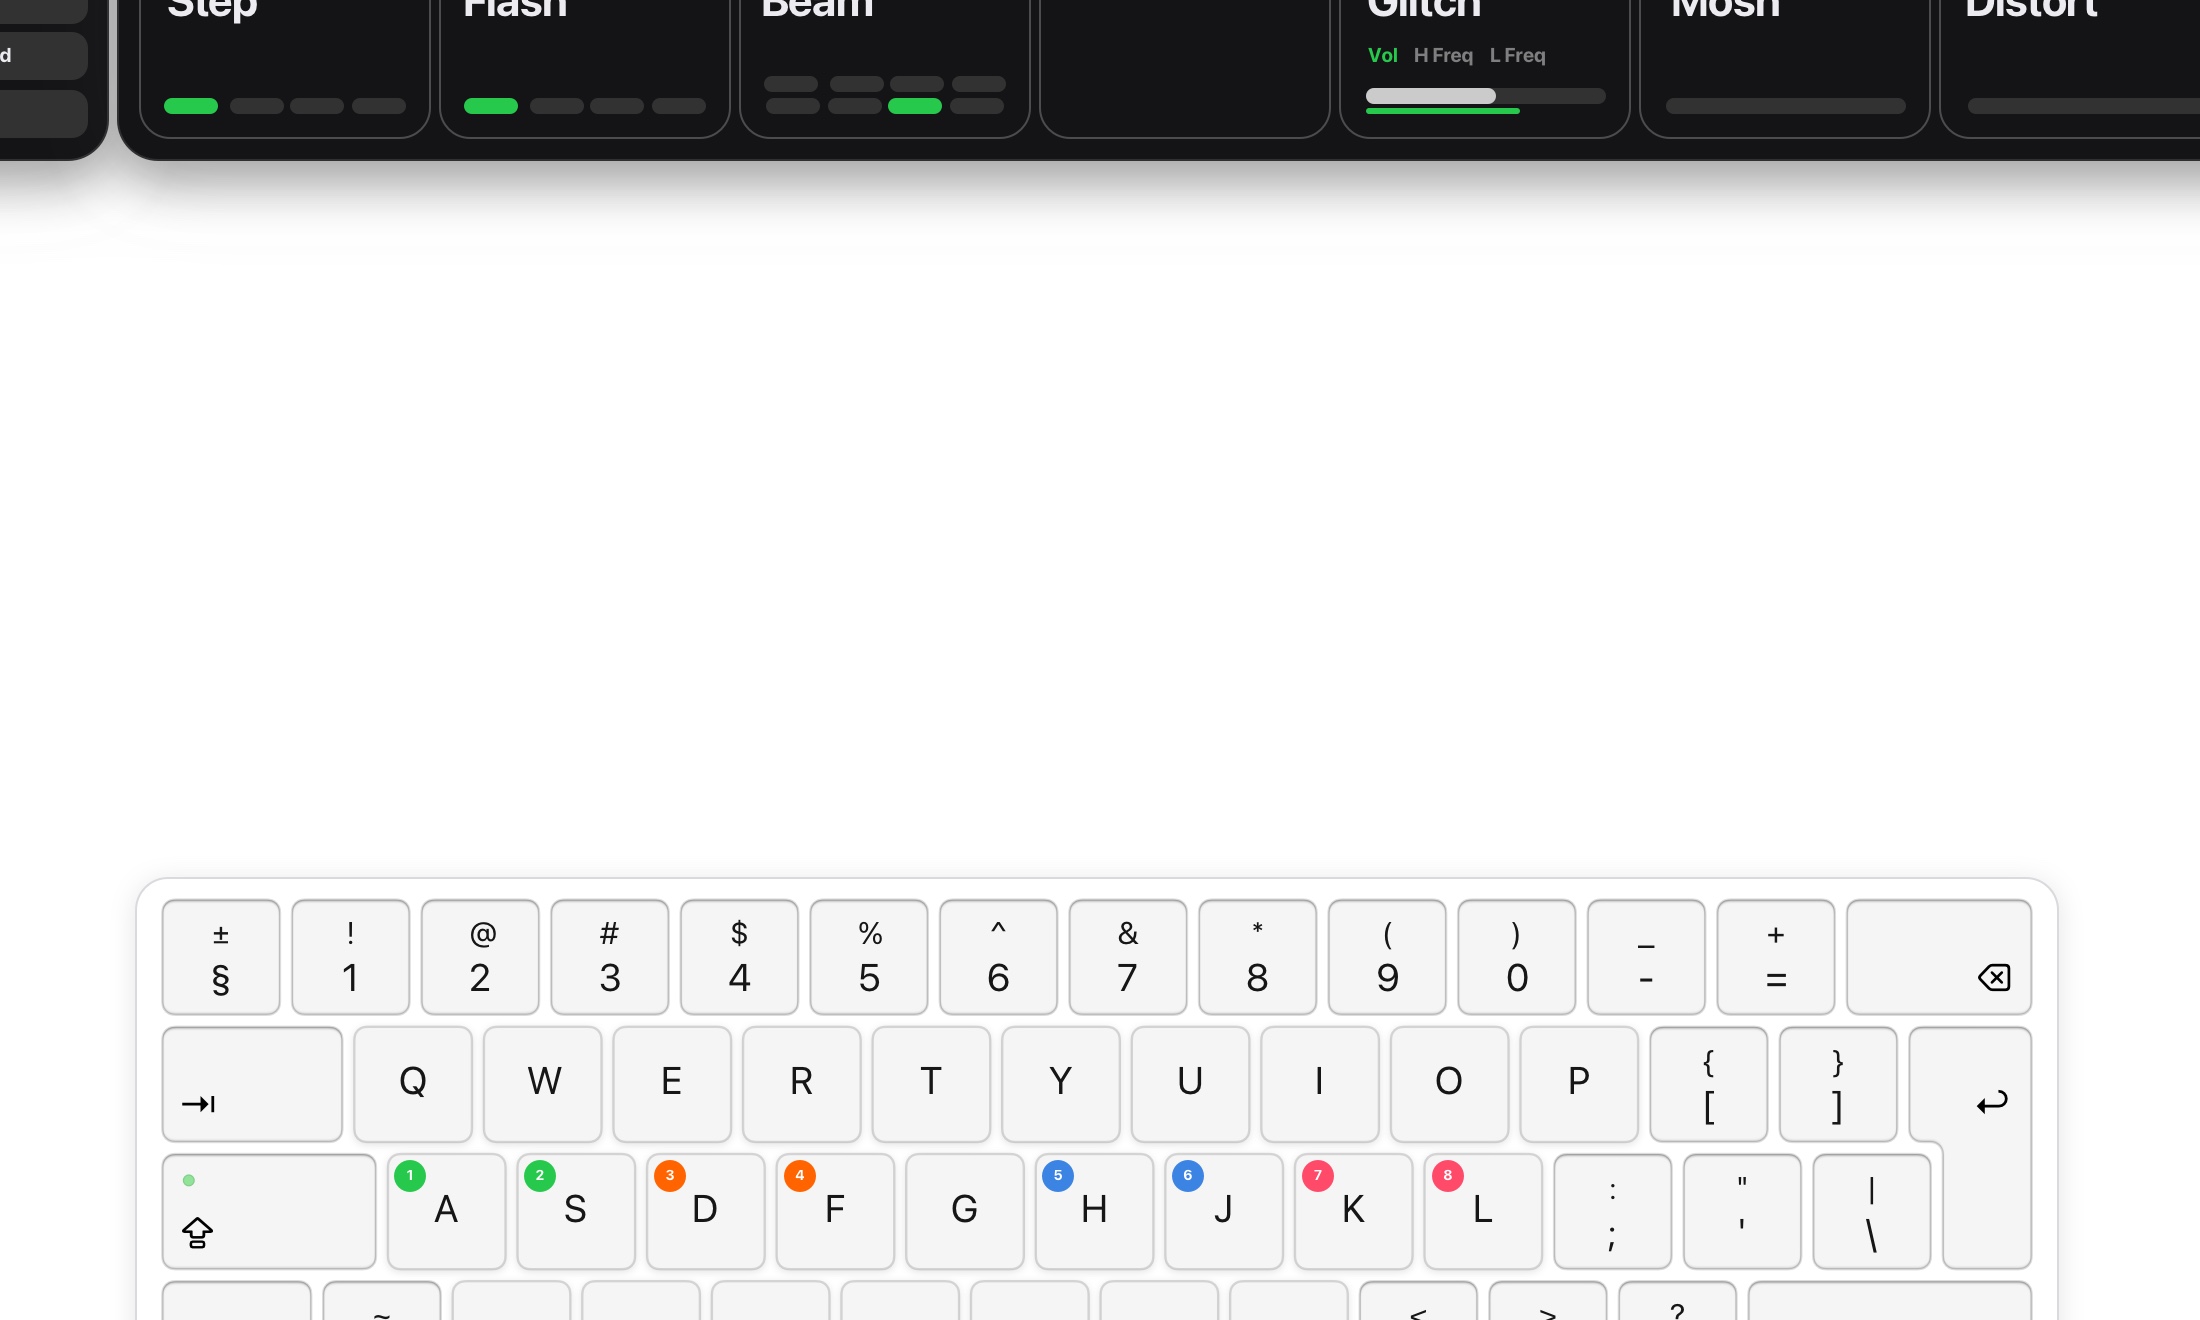 Step Flash Beam Glitch Mosh Distort
d Vol H Freq L Freq
± ! @ # $ % ^ & * ( ) _ +
§ 1 2 3 4 5 6 7 8 9 0 - =
Q W E R T Y U I O P { }
[ ]
1 2 3 4 5 6 7 8
A S D F G H J K L : " |
; ' \
~ < > ?